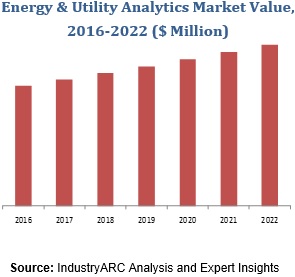 Energy & Utility Analytics Market Value,
2016-2022 ($ Million)
2016 2017 2018 2019 2020 2021 2022
Source: IndustryARC Analysis and Expert Insights